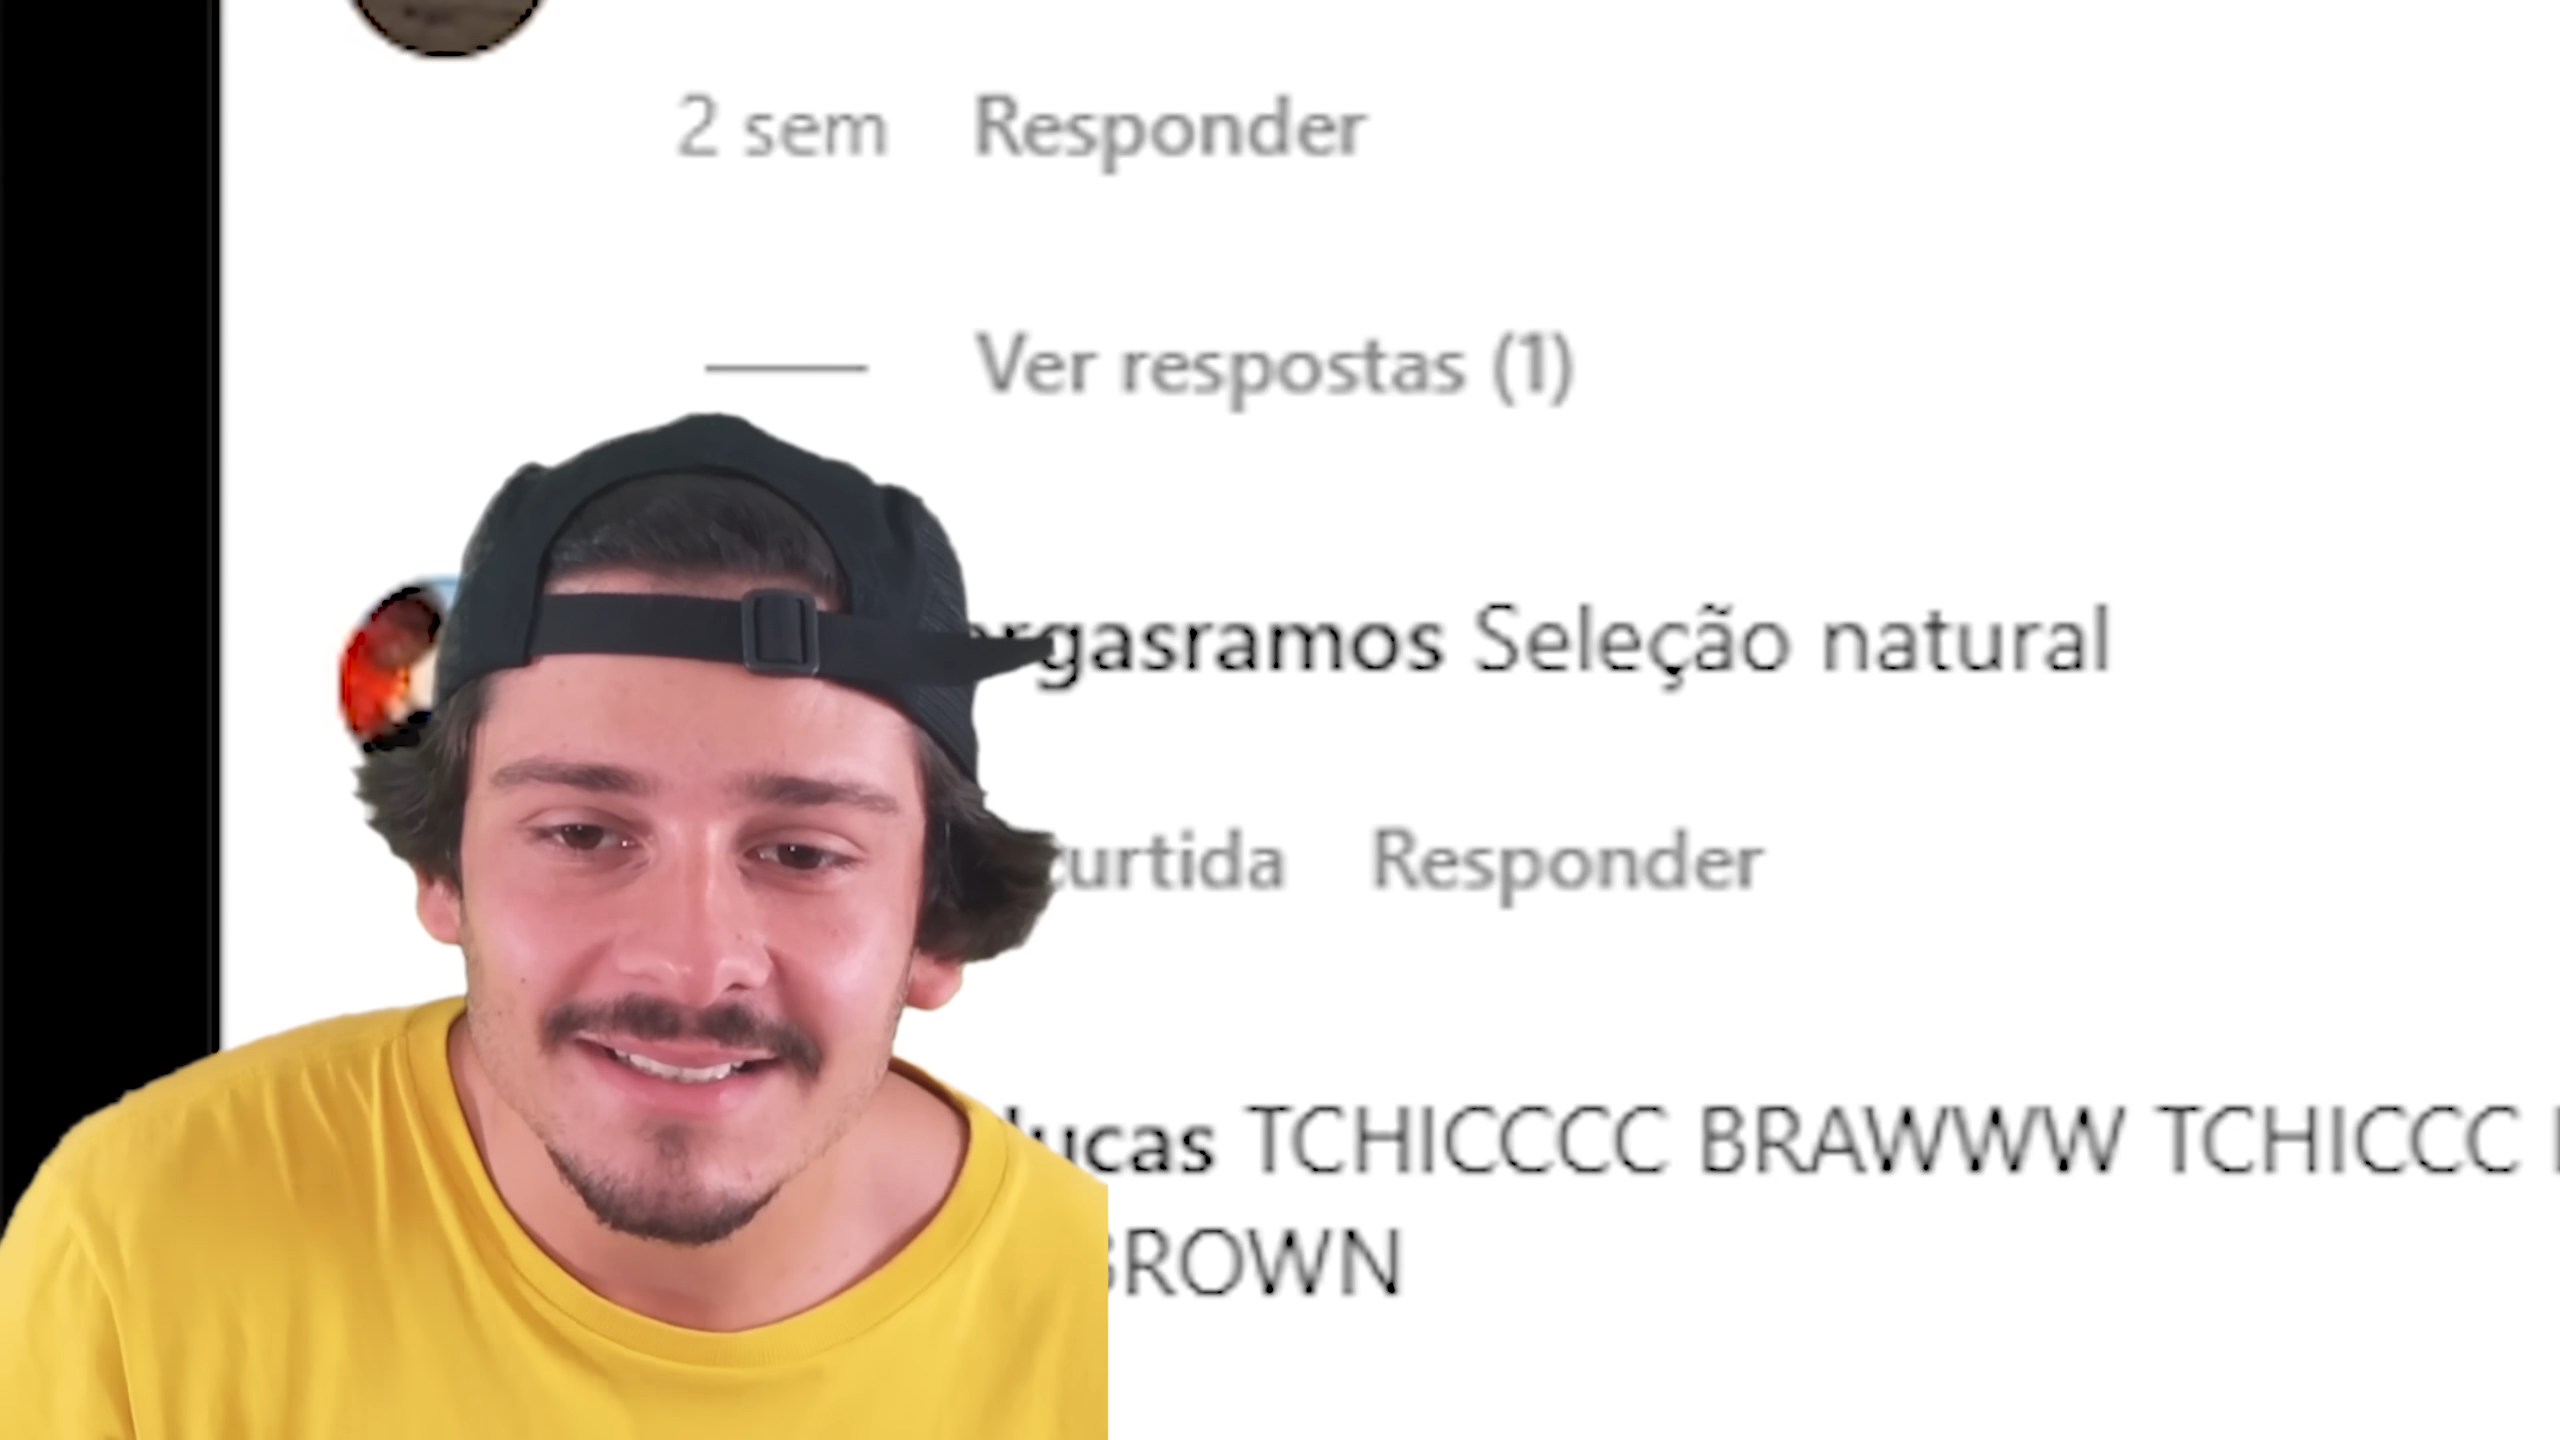 2 sem Responder
Ver respostas (1)
rgasramos Seleção natural
curtida Responder
lucas TCHICCCC BRAWWW TCHICCC
BROWN